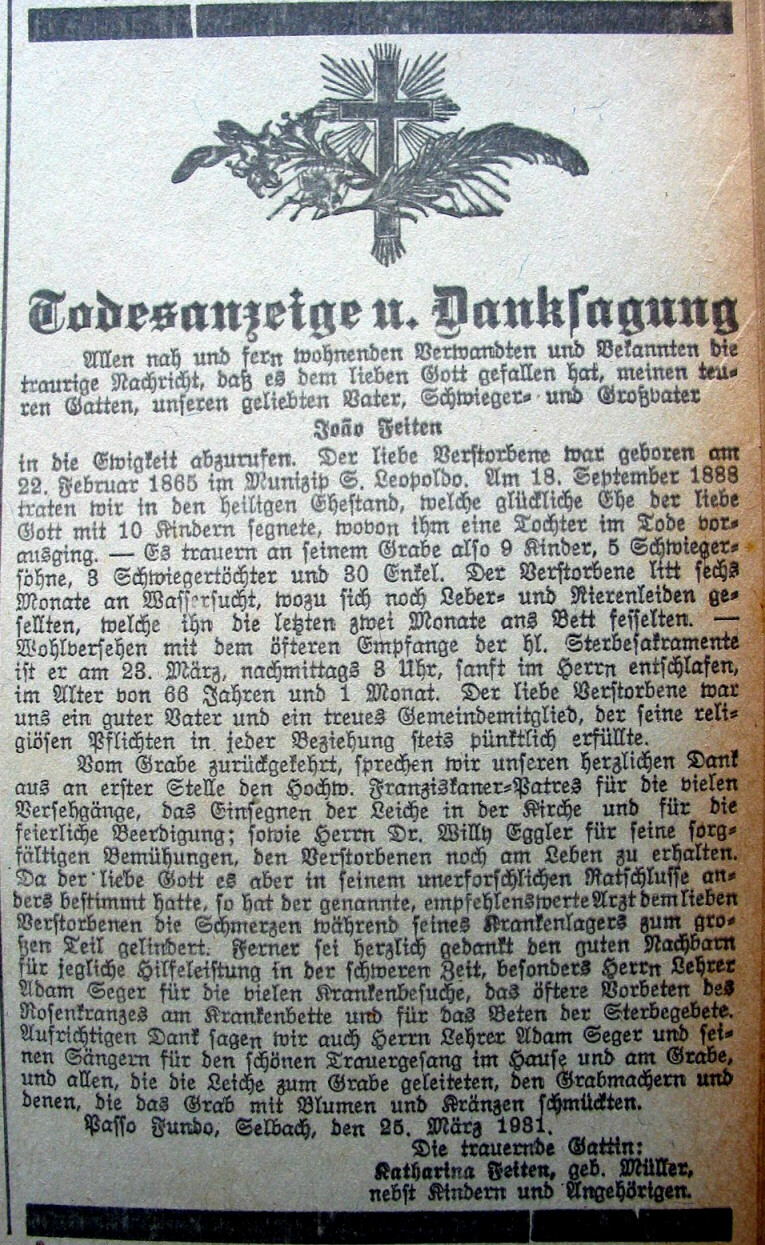 Todesanzeige u. Danksagung
Allen nah und fern wohnenden Verwandten und Bekannten die
traurige Nachricht, daß es dem lieben Gott gefallen hat, meinen teu-
ren Gatten, unseren geliebten Vater, Schwieger- und Großvater
João Feiten
in die Ewigkeit abzurufen. Der liebe Verstorbene war geboren am
22. Februar 1865 im Munizip S. Leopoldo. Am 18. September 1888
traten wir in den heiligen Ehestand, welche glückliche Ehe der liebe
Gott mit 10 Kindern segnete, wovon ihm eine Tochter im Tode vor-
ausging. — Es trauern an seinem Grabe also 9 Kinder, 5 Schwieger-
söhne, 3 Schwiegertöchter und 30 Enkel. Der Verstorbene litt sechs
Monate an Wassersucht, wozu sich noch Leber- und Nierenleiden ge-
sellten, welche ihn die letzten zwei Monate ans Bett fesselten. —
Wohlversehen mit dem öfteren Empfange der hl. Sterbesakramente
ist er am 23. März, nachmittags 3 Uhr, sanft im Herrn entschlafen,
im Alter von 66 Jahren und 1 Monat. Der liebe Verstorbene war
uns ein guter Vater und ein treues Gemeindemitglied, der seine reli-
giösen Pflichten in jeder Beziehung stets pünktlich erfüllte.
Vom Grabe zurückgekehrt, sprechen wir unseren herzlichen Dank
aus an erster Stelle den Hochw. Franziskaner-Patres für die vielen
Versehgänge, das Einsegnen der Leiche in der Kirche und für die
feierliche Beerdigung; sowie Herrn Dr. Willy Eggler für seine sorg-
fältigen Bemühungen, den Verstorbenen noch am Leben zu erhalten.
Da der liebe Gott es aber in seinem unerforschlichen Ratschlusse an-
ders bestimmt hatte, so hat der genannte, empfehlenswerte Arzt dem lieben
Verstorbenen die Schmerzen während seines Krankenlagers zum gro-
ßen Teil gelindert. Ferner sei herzlich gedankt den guten Nachbarn
für jegliche Hilfeleistung in der schweren Zeit, besonders Herrn Lehrer
Adam Seger für die vielen Krankenbesuche, das öftere Vorbeten des
Rosenkranzes am Krankenbette und für das Beten der Sterbegebete.
Aufrichtigen Dank sagen wir auch Herrn Lehrer Adam Seger und sei-
nen Sängern für den schönen Trauergesang im Hause und am Grabe,
und allen, die die Leiche zum Grabe geleiteten, den Grabmachern und
denen, die das Grab mit Blumen und Kränzen schmückten.
Passo Fundo, Selbach, den 25. März 1931.
Die trauernde Gattin:
Katharina Feiten, geb. Müller,
nebst Kindern und Angehörigen.